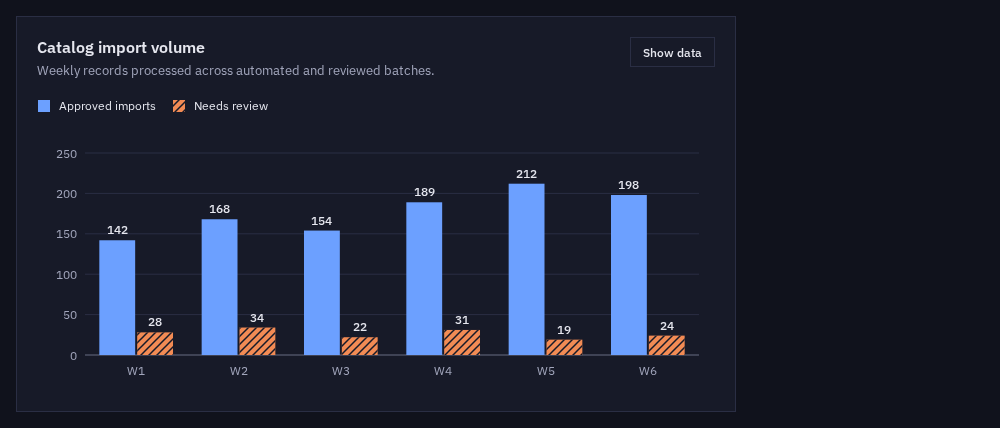 Catalog import volume
Show data
Weekly records processed across automated and reviewed batches.
Approved imports Needs review
250
200
150
100
50
0
142 28 168 34 154 22 189 31 212 19 198 24
W1 W2 W3 W4 W5 W6